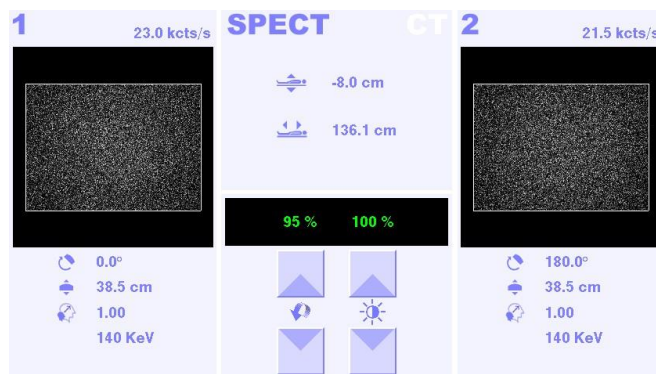 1
23.0 kcts/s
SPECT CT
2
21.5 kcts/s
-8.0 cm
136.1 cm
95 % 100 %
0.0°
38.5 cm
1.00
140 KeV
180.0°
38.5 cm
1.00
140 KeV